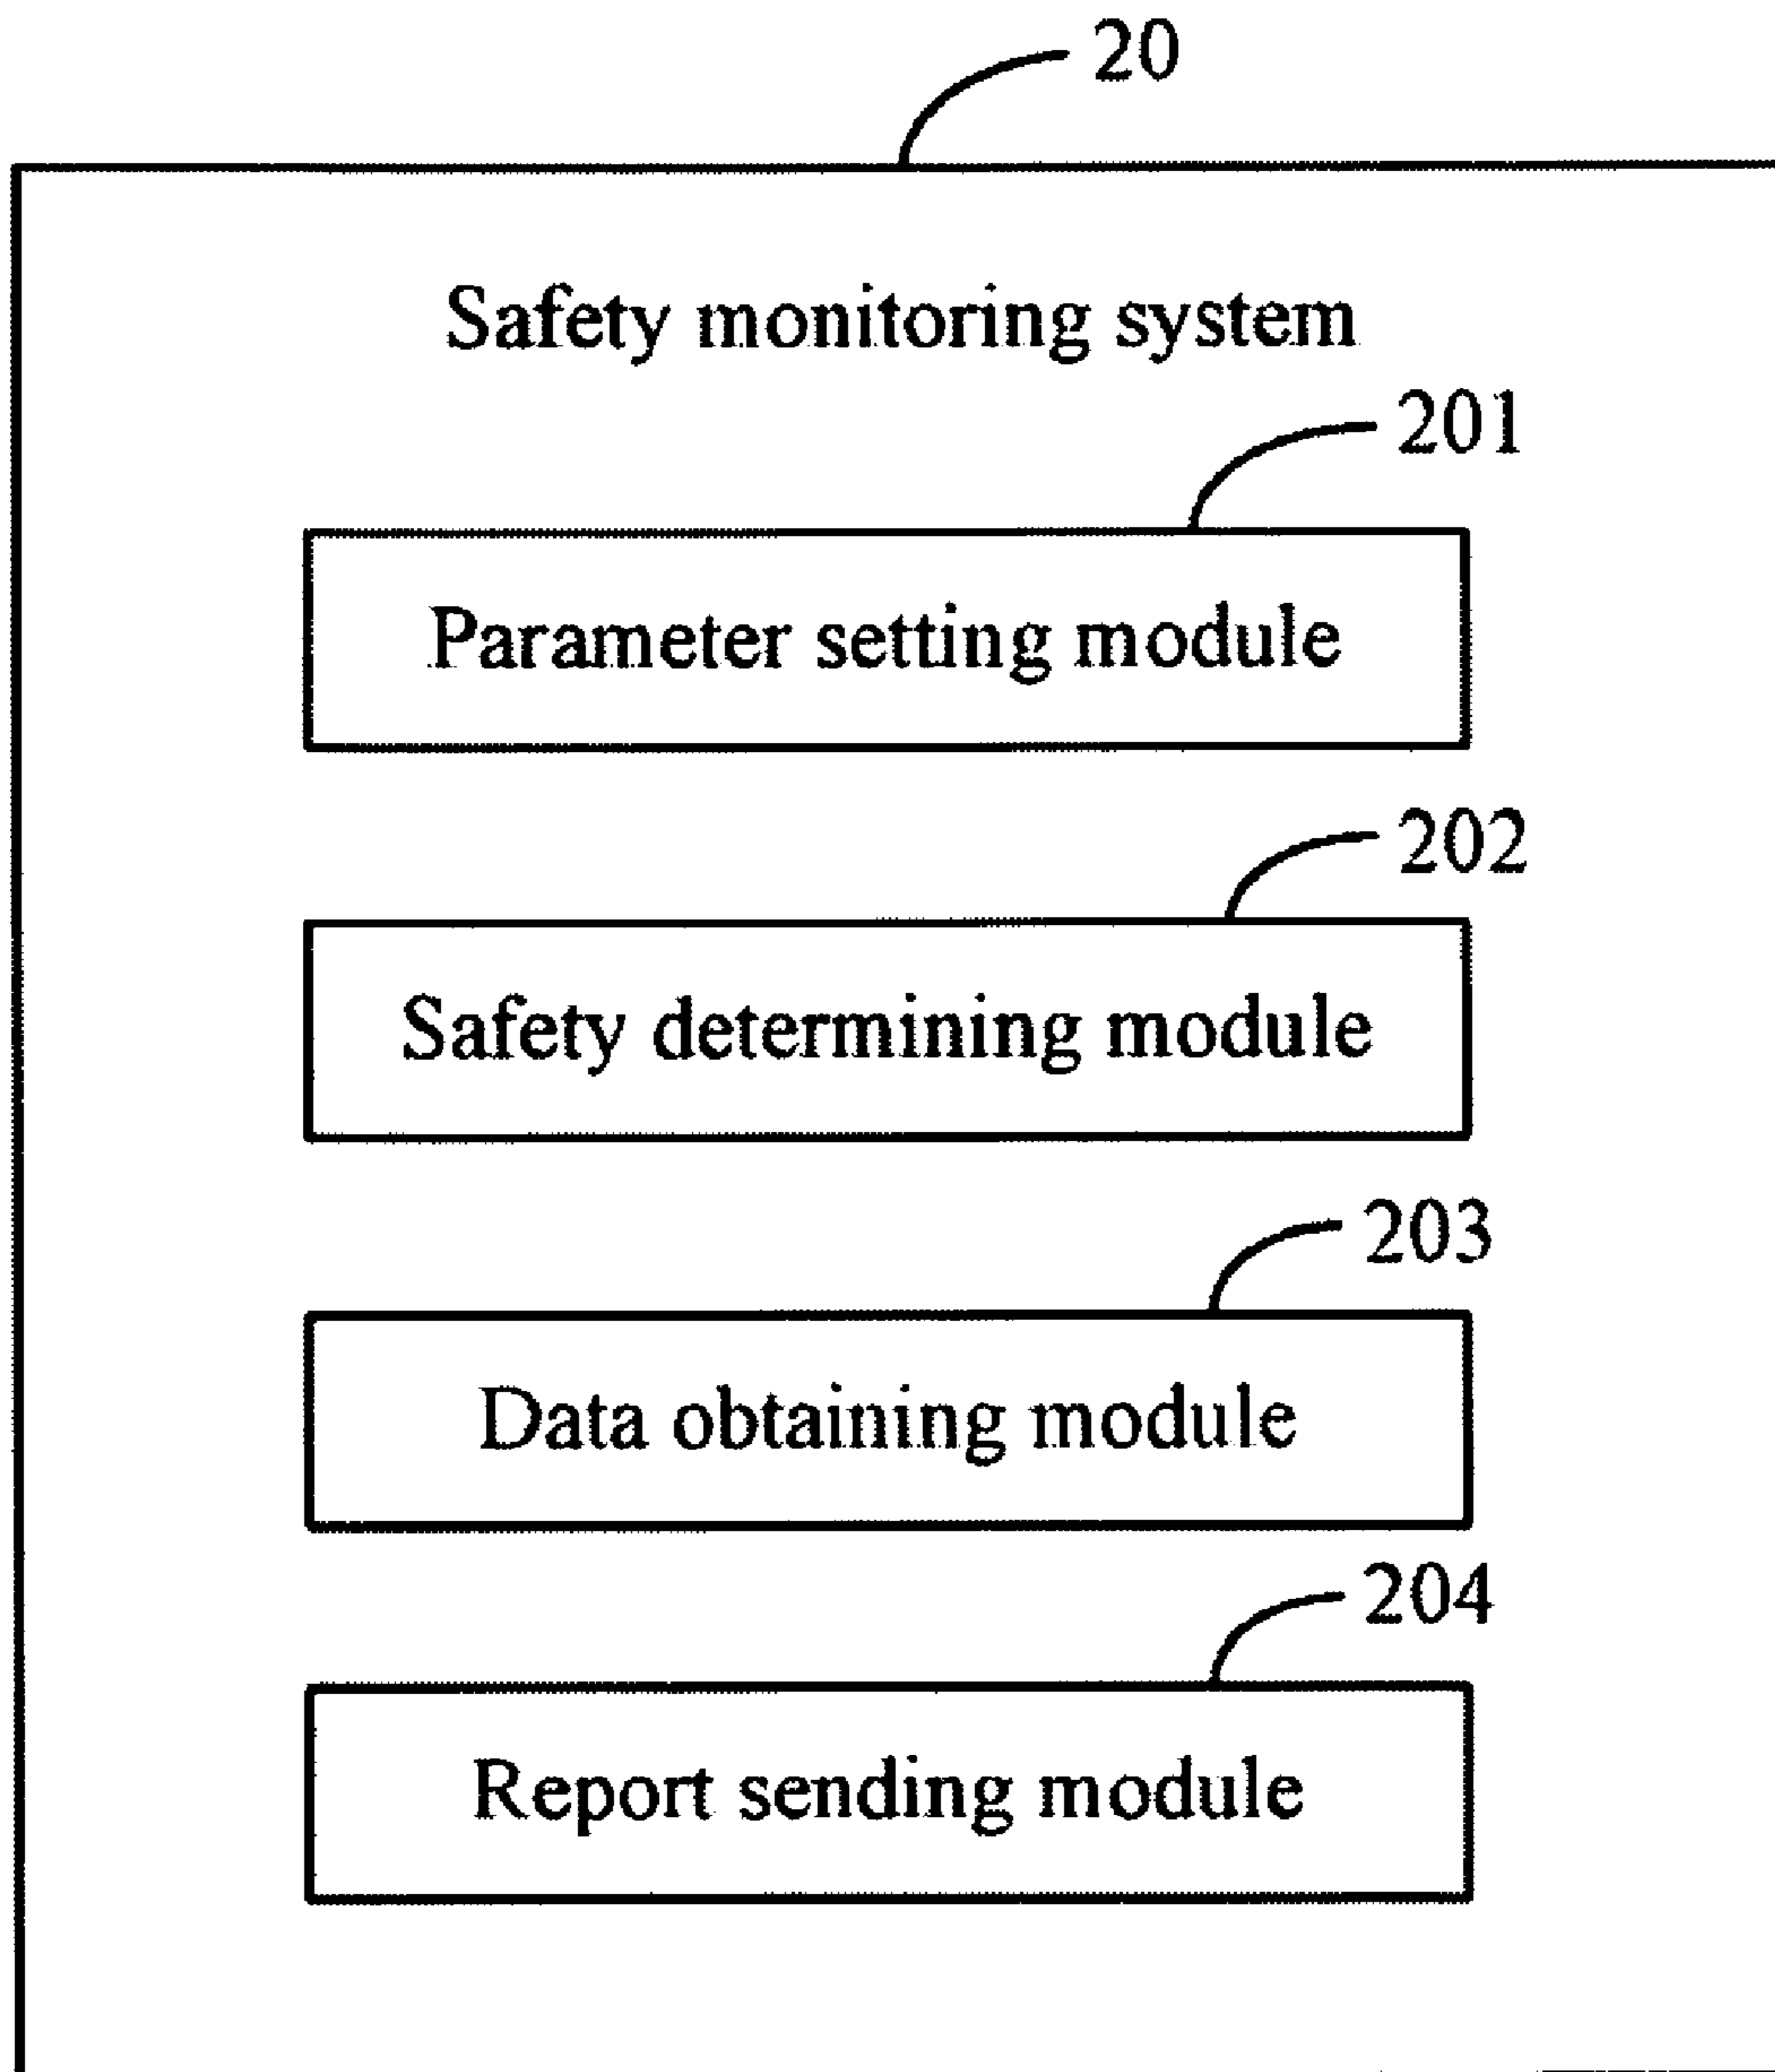 20
Safety monitoring system
201
Parameter setting module
202
Safety determining module
203
Data obtaining module
204
Report sending module